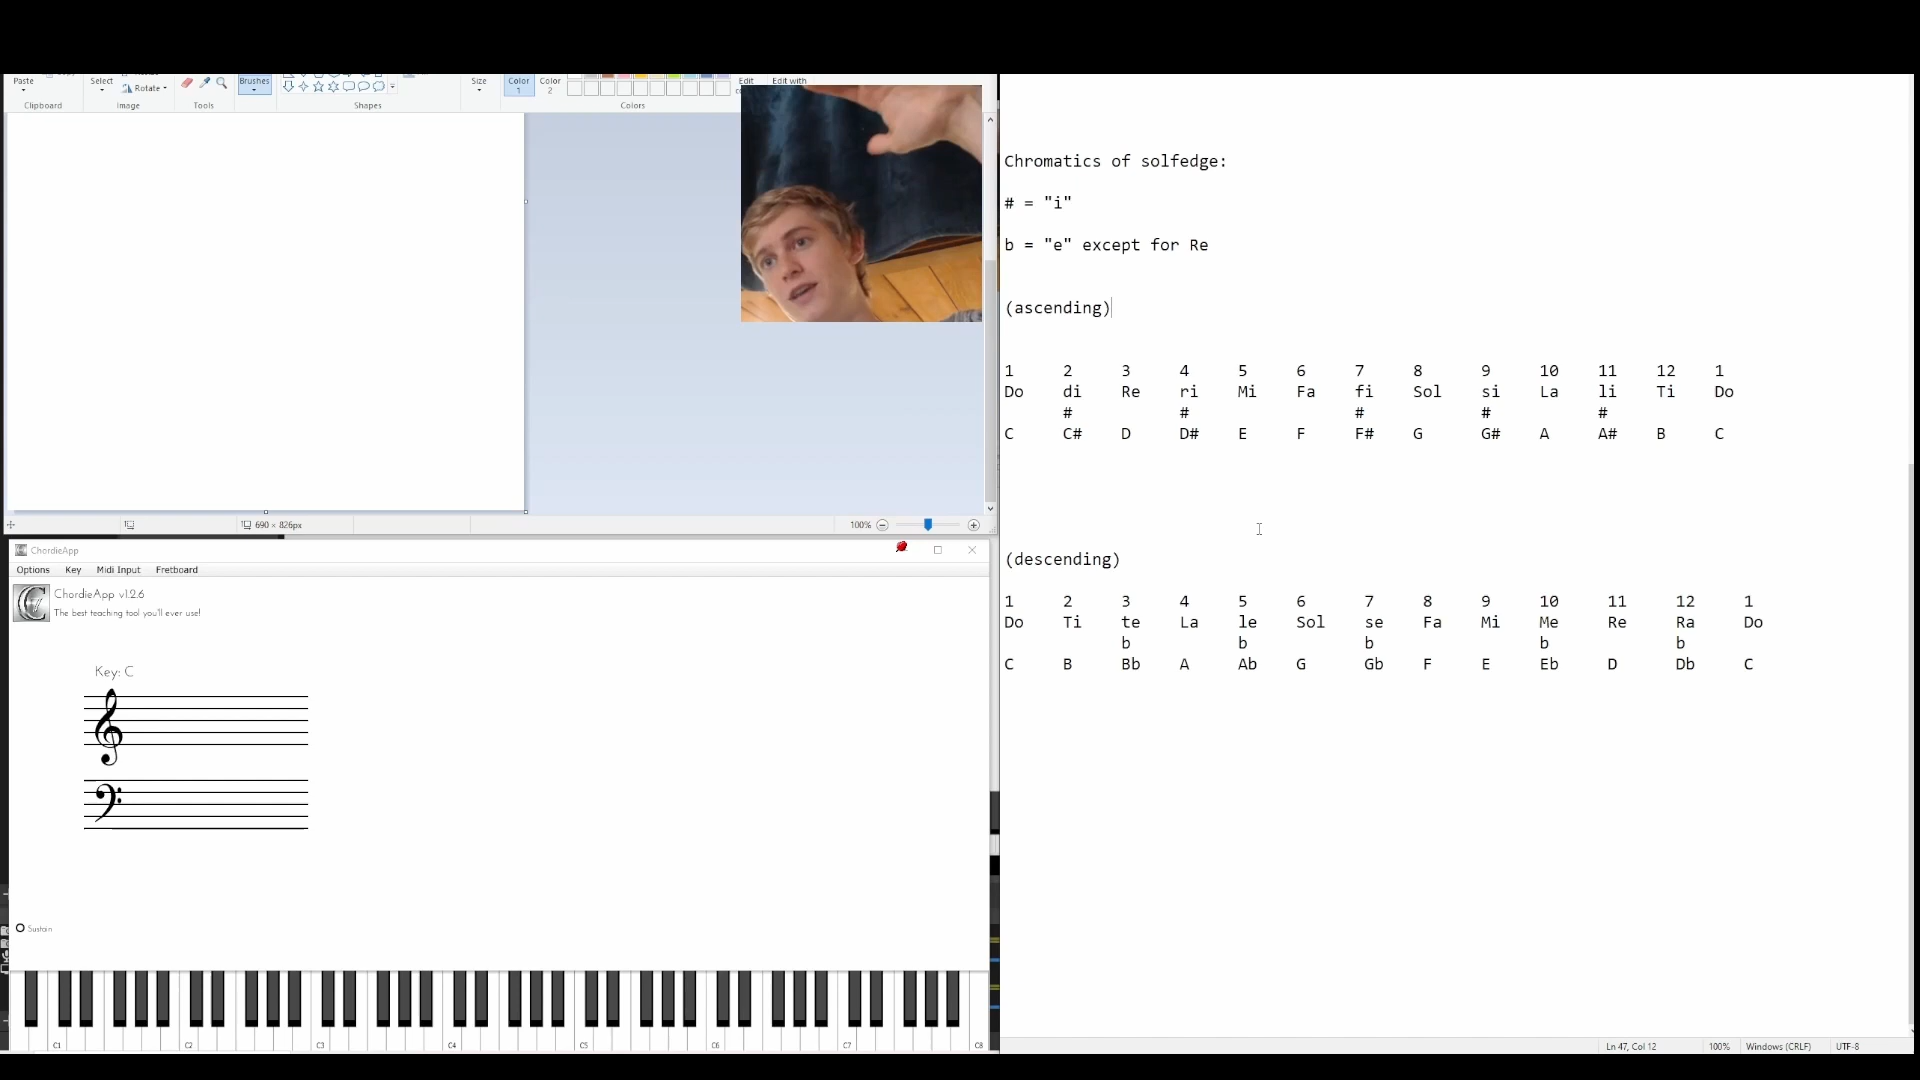 Paste
Select
Rotate
Brushes
Size
Color 1
Color 2
Edit
Edit with
Clipboard
Image
Tools
Shapes
Colors
690 × 826px
100%
ChordieApp
Options Key Midi Input Fretboard
ChordieApp v1.2.6
The best teaching tool you'll ever use!
Key: C
Sustain
C1 C2 C3 C4 C5 C6 C7 C8
Chromatics of solfedge:
# = "i"
b = "e" except for Re
(ascending)
1 2 3 4 5 6 7 8 9 10 11 12 1
Do di Re ri Mi Fa fi Sol si La li Ti Do
# # # # #
C C# D D# E F F# G G# A A# B C
(descending)
1 2 3 4 5 6 7 8 9 10 11 12 1
Do Ti te La le Sol se Fa Mi Me Re Ra Do
b b b b b
C B Bb A Ab G Gb F E Eb D Db C
Ln 47, Col 12 100% Windows (CRLF) UTF-8